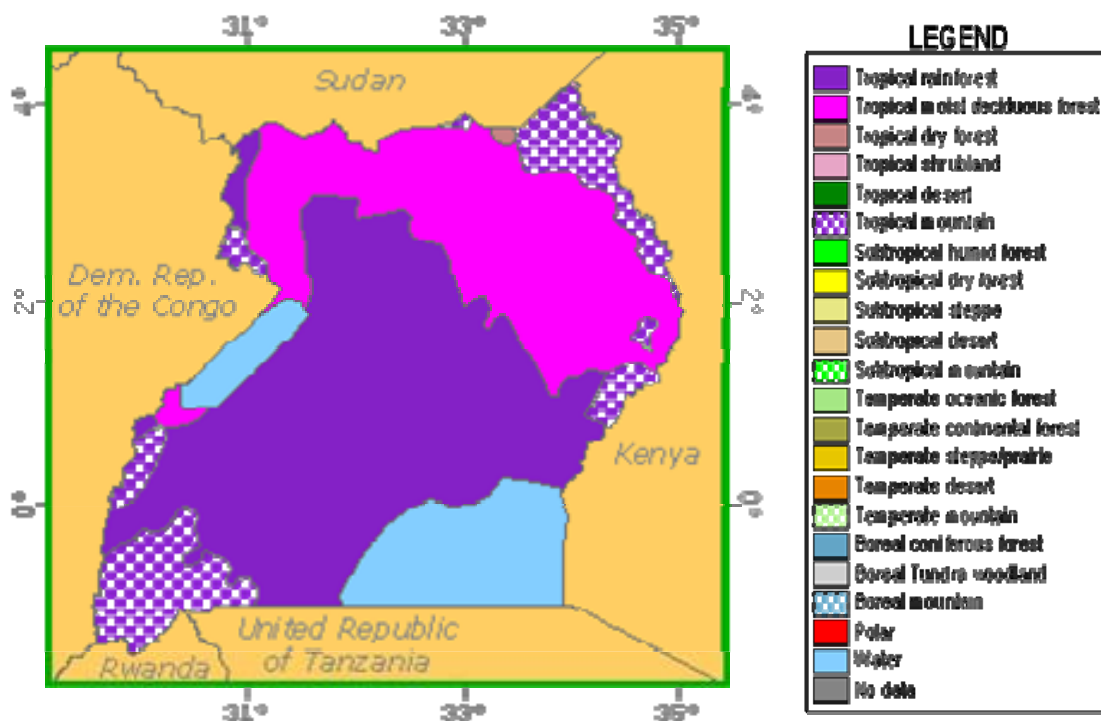 31° 33° 35°
LEGEND
Sudan
4° 4°
Dem. Rep.
of the Congo
2° 2°
Kenya
0° 0°
United Republic
of Tanzania
Rwanda
31° 33° 35°
Tropical rainforest
Tropical moist deciduous forest
Tropical dry forest
Tropical shrubland
Tropical desert
Tropical mountain
Subtropical humid forest
Subtropical dry forest
Subtropical steppe
Subtropical desert
Subtropical mountain
Temperate oceanic forest
Temperate continental forest
Temperate steppe/prairie
Temperate desert
Temperate mountain
Boreal coniferous forest
Boreal Tundra woodland
Boreal mountain
Polar
Water
No data